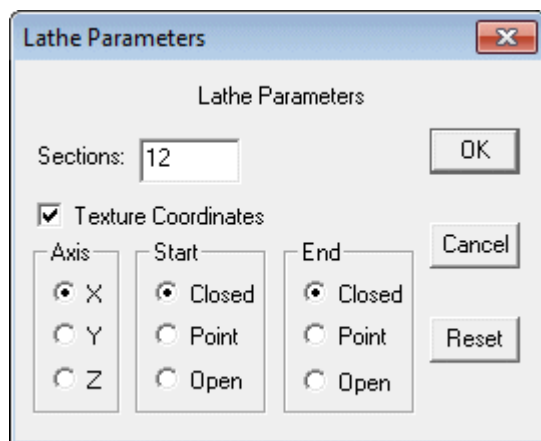 Lathe Parameters
Lathe Parameters
Sections: 12
OK
Texture Coordinates
Axis Start End Cancel
X Closed Closed
Y Point Point Reset
Z Open Open